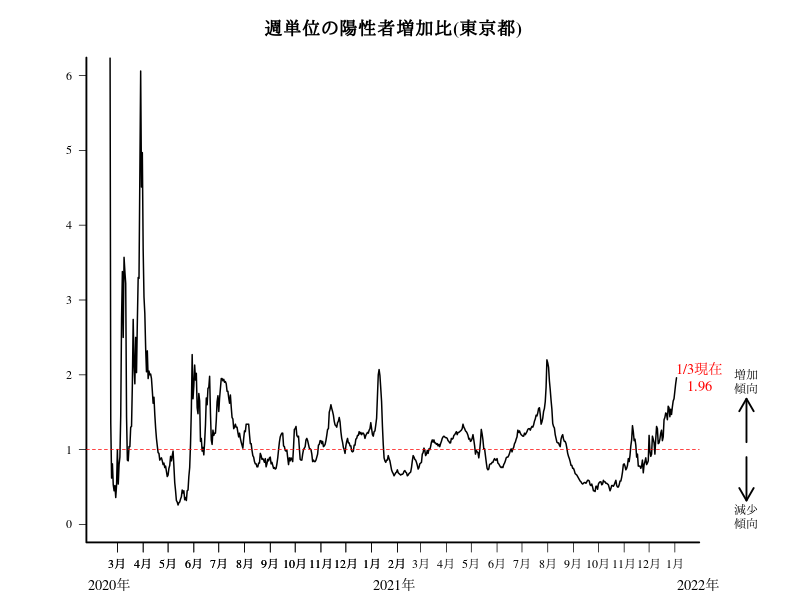 週単位の陽性者増加比(東京都)
6
5
4
3
2
1
0
1/3現在
1.96
増加
傾向
減少
傾向
3月 4月 5月 6月 7月 8月 9月 10月 11月 12月 1月 2月 3月 4月 5月 6月 7月 8月 9月 10月 11月 12月 1月
2020年 2021年 2022年